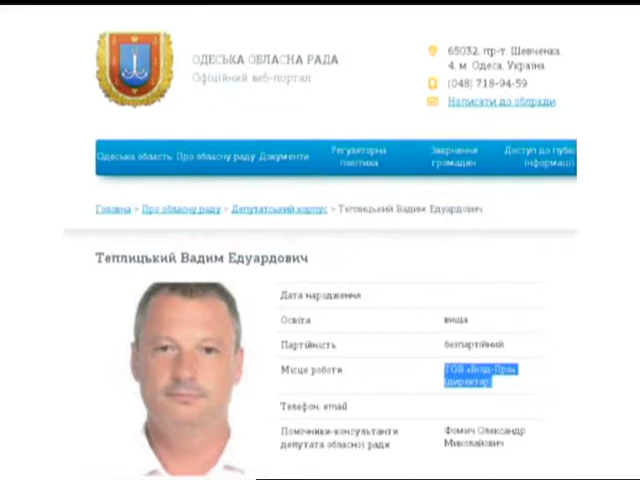 ОДЕСЬКА ОБЛАСНА РАДА
Офіційний веб-портал
65032, пр-т. Шевченка,
4, м. Одеса, Україна
(048) 718-94-59
Написати до облради
Одеська область Про обласну раду Документи Регуляторна політика Звернення громадян Доступ до публ інформації
Головна > Про обласну раду > Депутатський корпус > Теплицький Вадим Едуардович
Теплицький Вадим Едуардович
Дата народження
Освіта вища
Партійність безпартійний
Місце роботи ТОВ
директор
Телефон, email
Помічники-консультанти депутата обласної ради Фомич Олександр Миколайович